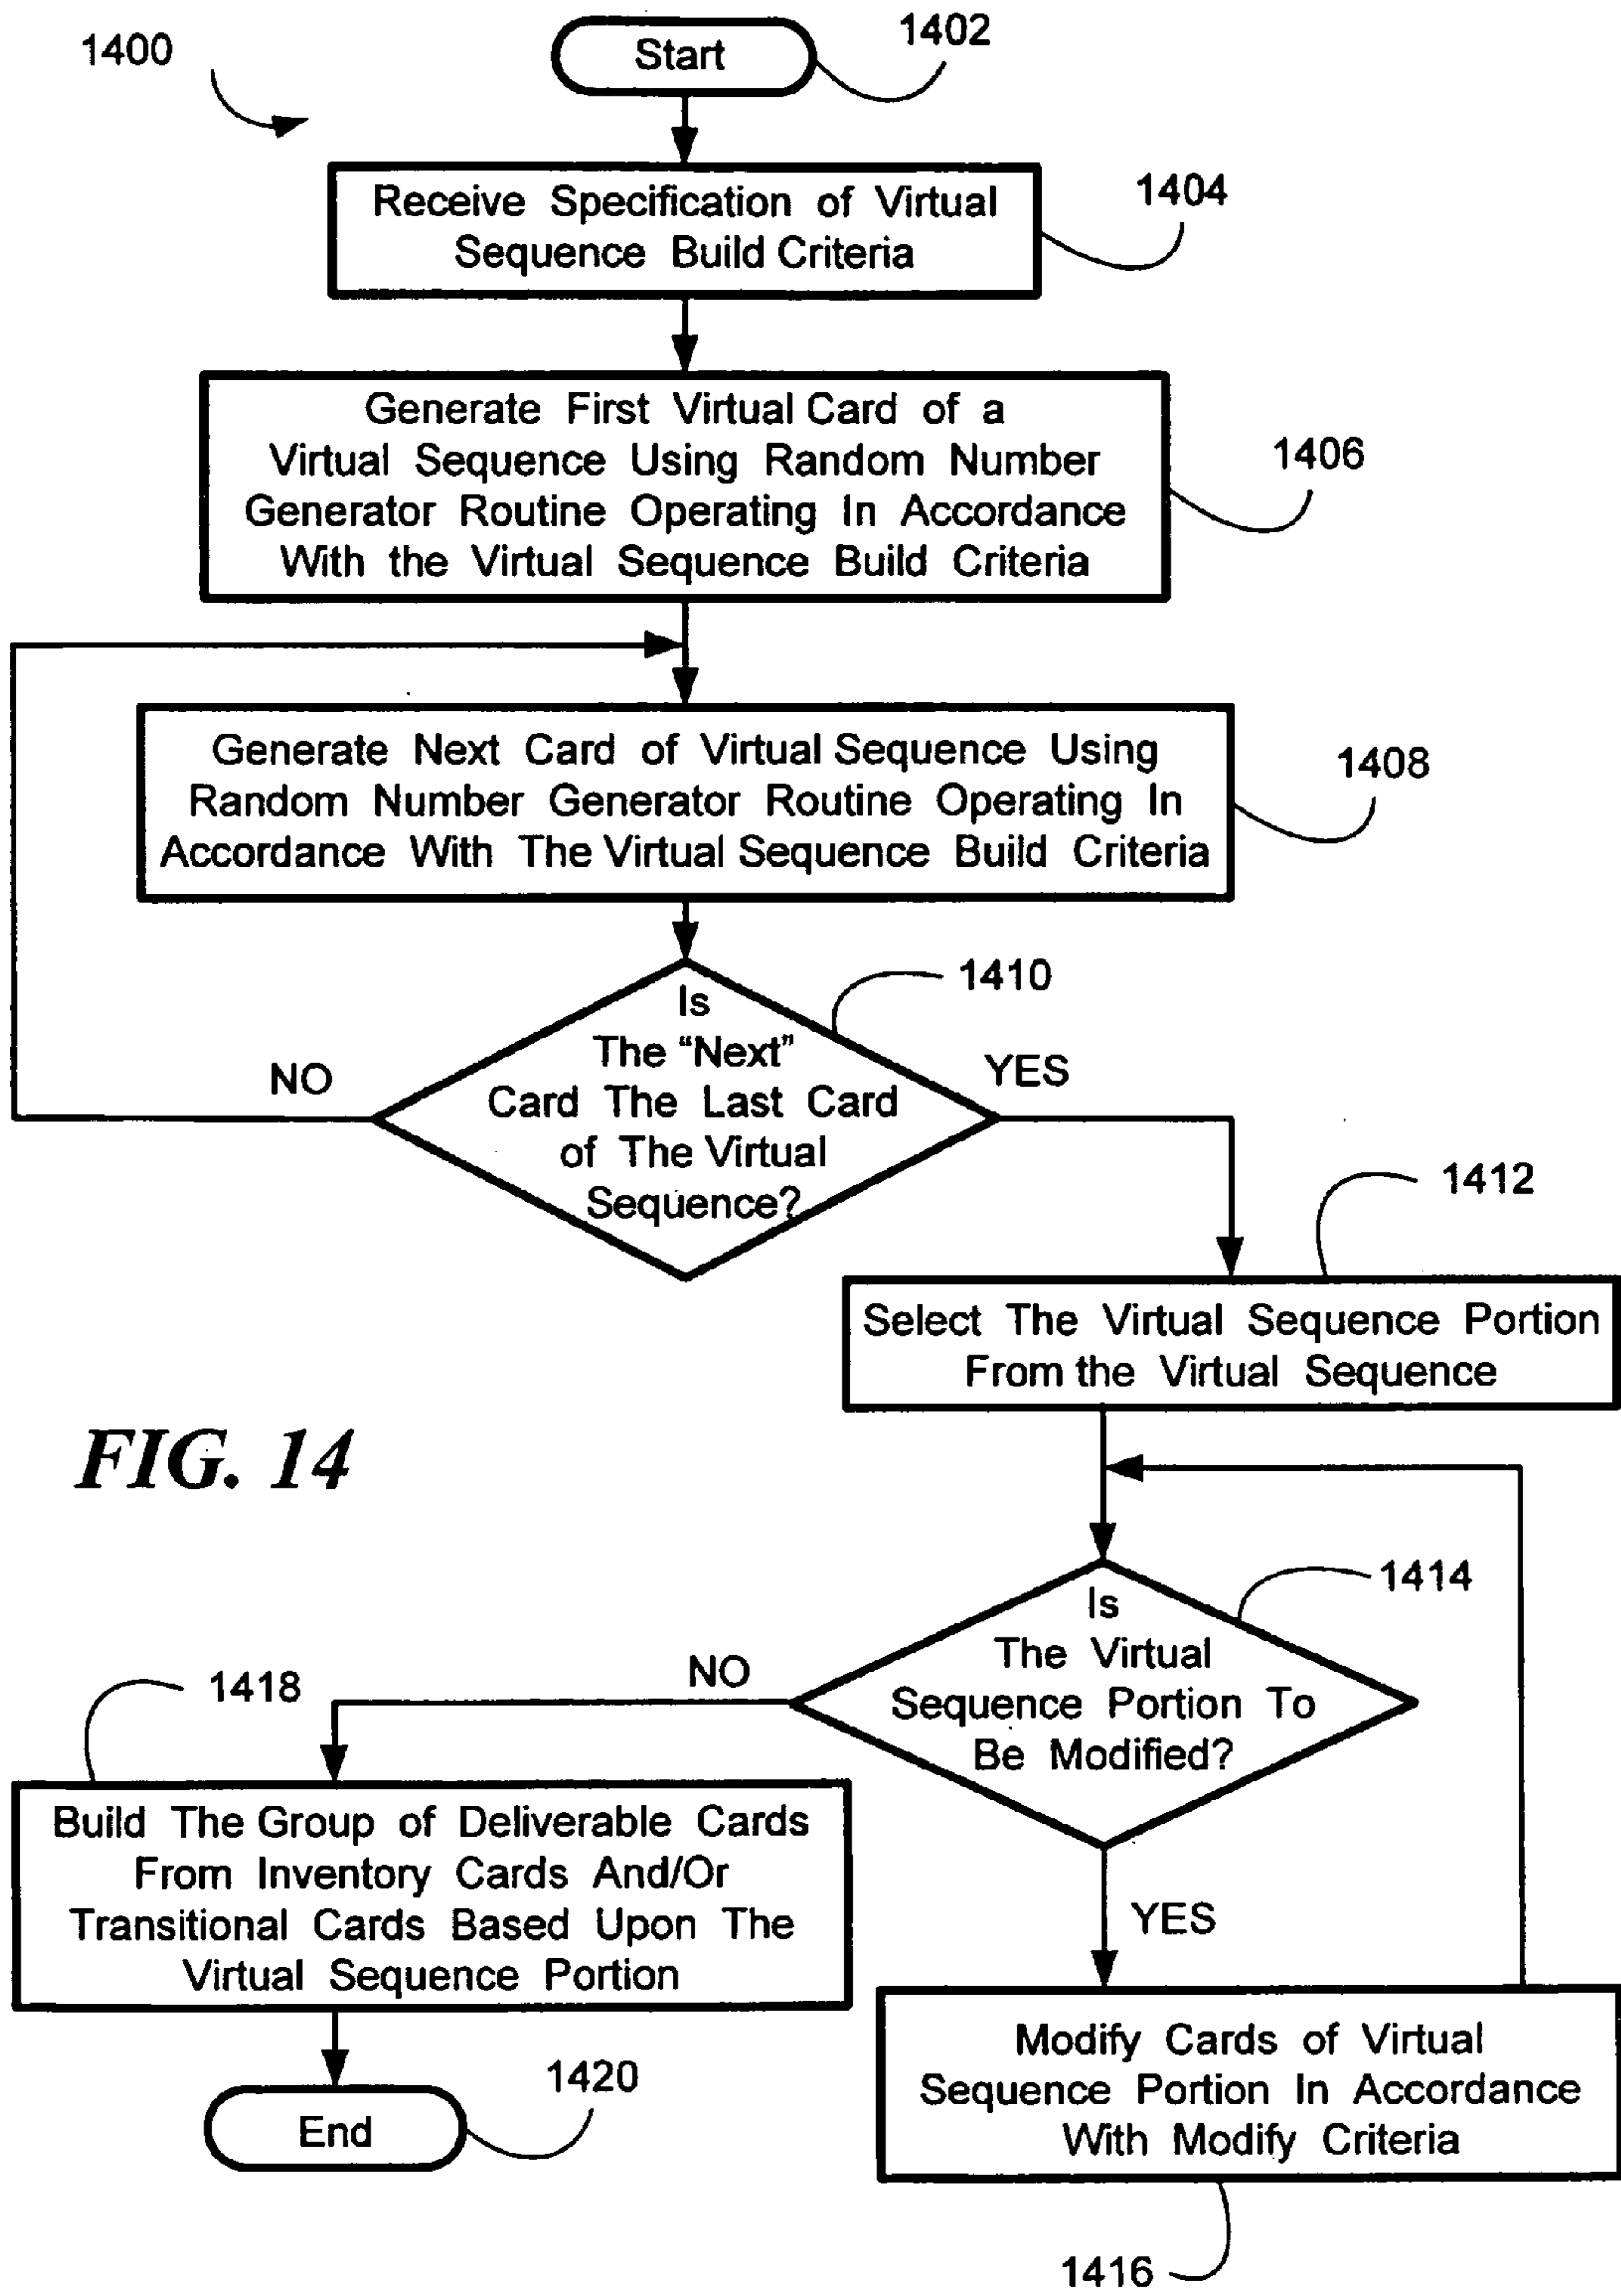 1400
Start
1402
Receive Specification of Virtual
Sequence Build Criteria
1404
Generate First Virtual Card of a
Virtual Sequence Using Random Number
Generator Routine Operating In Accordance
With the Virtual Sequence Build Criteria
1406
Generate Next Card of Virtual Sequence Using
Random Number Generator Routine Operating In
Accordance With The Virtual Sequence Build Criteria
1408
Is
The “Next”
Card The Last Card
of The Virtual
Sequence?
1410
NO
YES
1412
Select The Virtual Sequence Portion
From the Virtual Sequence
FIG. 14
Is
The Virtual
Sequence Portion To
Be Modified?
1414
NO
YES
1418
Build The Group of Deliverable Cards
From Inventory Cards And/Or
Transitional Cards Based Upon The
Virtual Sequence Portion
Modify Cards of Virtual
Sequence Portion In Accordance
With Modify Criteria
1416
End
1420